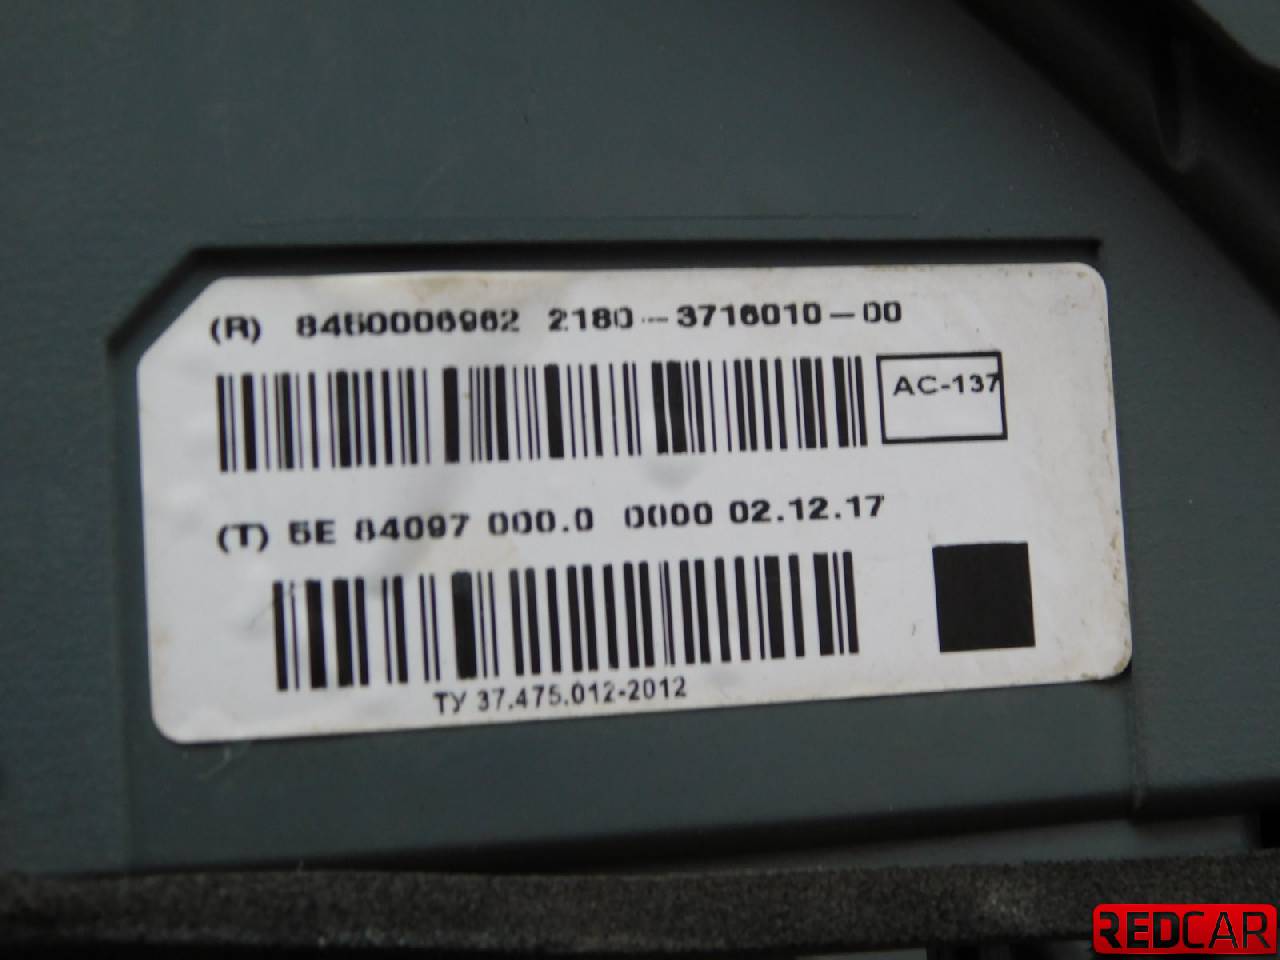 (R) 8450006962 2180-3716010-00
AC-137
(T) 5E 84097 000.0 0000 02.12.17
ТУ 37.475.012-2012
REDCAR